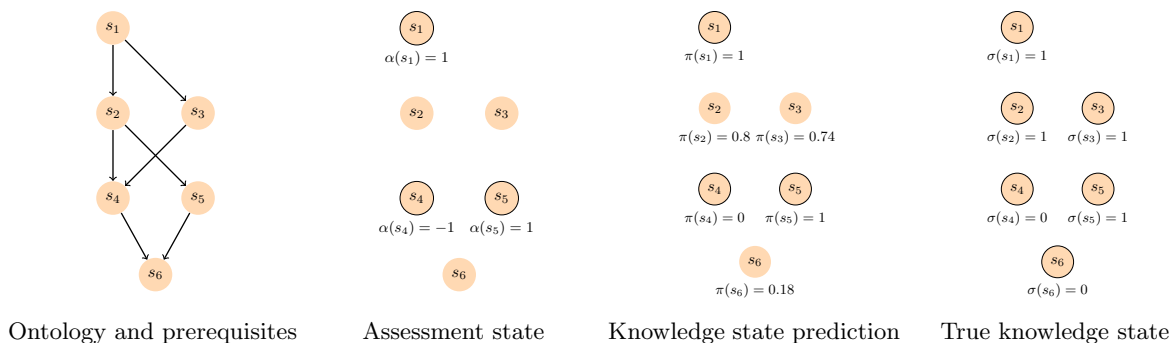 s₁
s₂ s₃
s₄ s₅
s₆
Ontology and prerequisites
s₁
α(s₁) = 1
s₂ s₃
s₄ s₅
α(s₄) = −1 α(s₅) = 1
s₆
Assessment state
s₁
π(s₁) = 1
s₂ s₃
π(s₂) = 0.8 π(s₃) = 0.74
s₄ s₅
π(s₄) = 0 π(s₅) = 1
s₆
π(s₆) = 0.18
Knowledge state prediction
s₁
σ(s₁) = 1
s₂ s₃
σ(s₂) = 1 σ(s₃) = 1
s₄ s₅
σ(s₄) = 0 σ(s₅) = 1
s₆
σ(s₆) = 0
True knowledge state